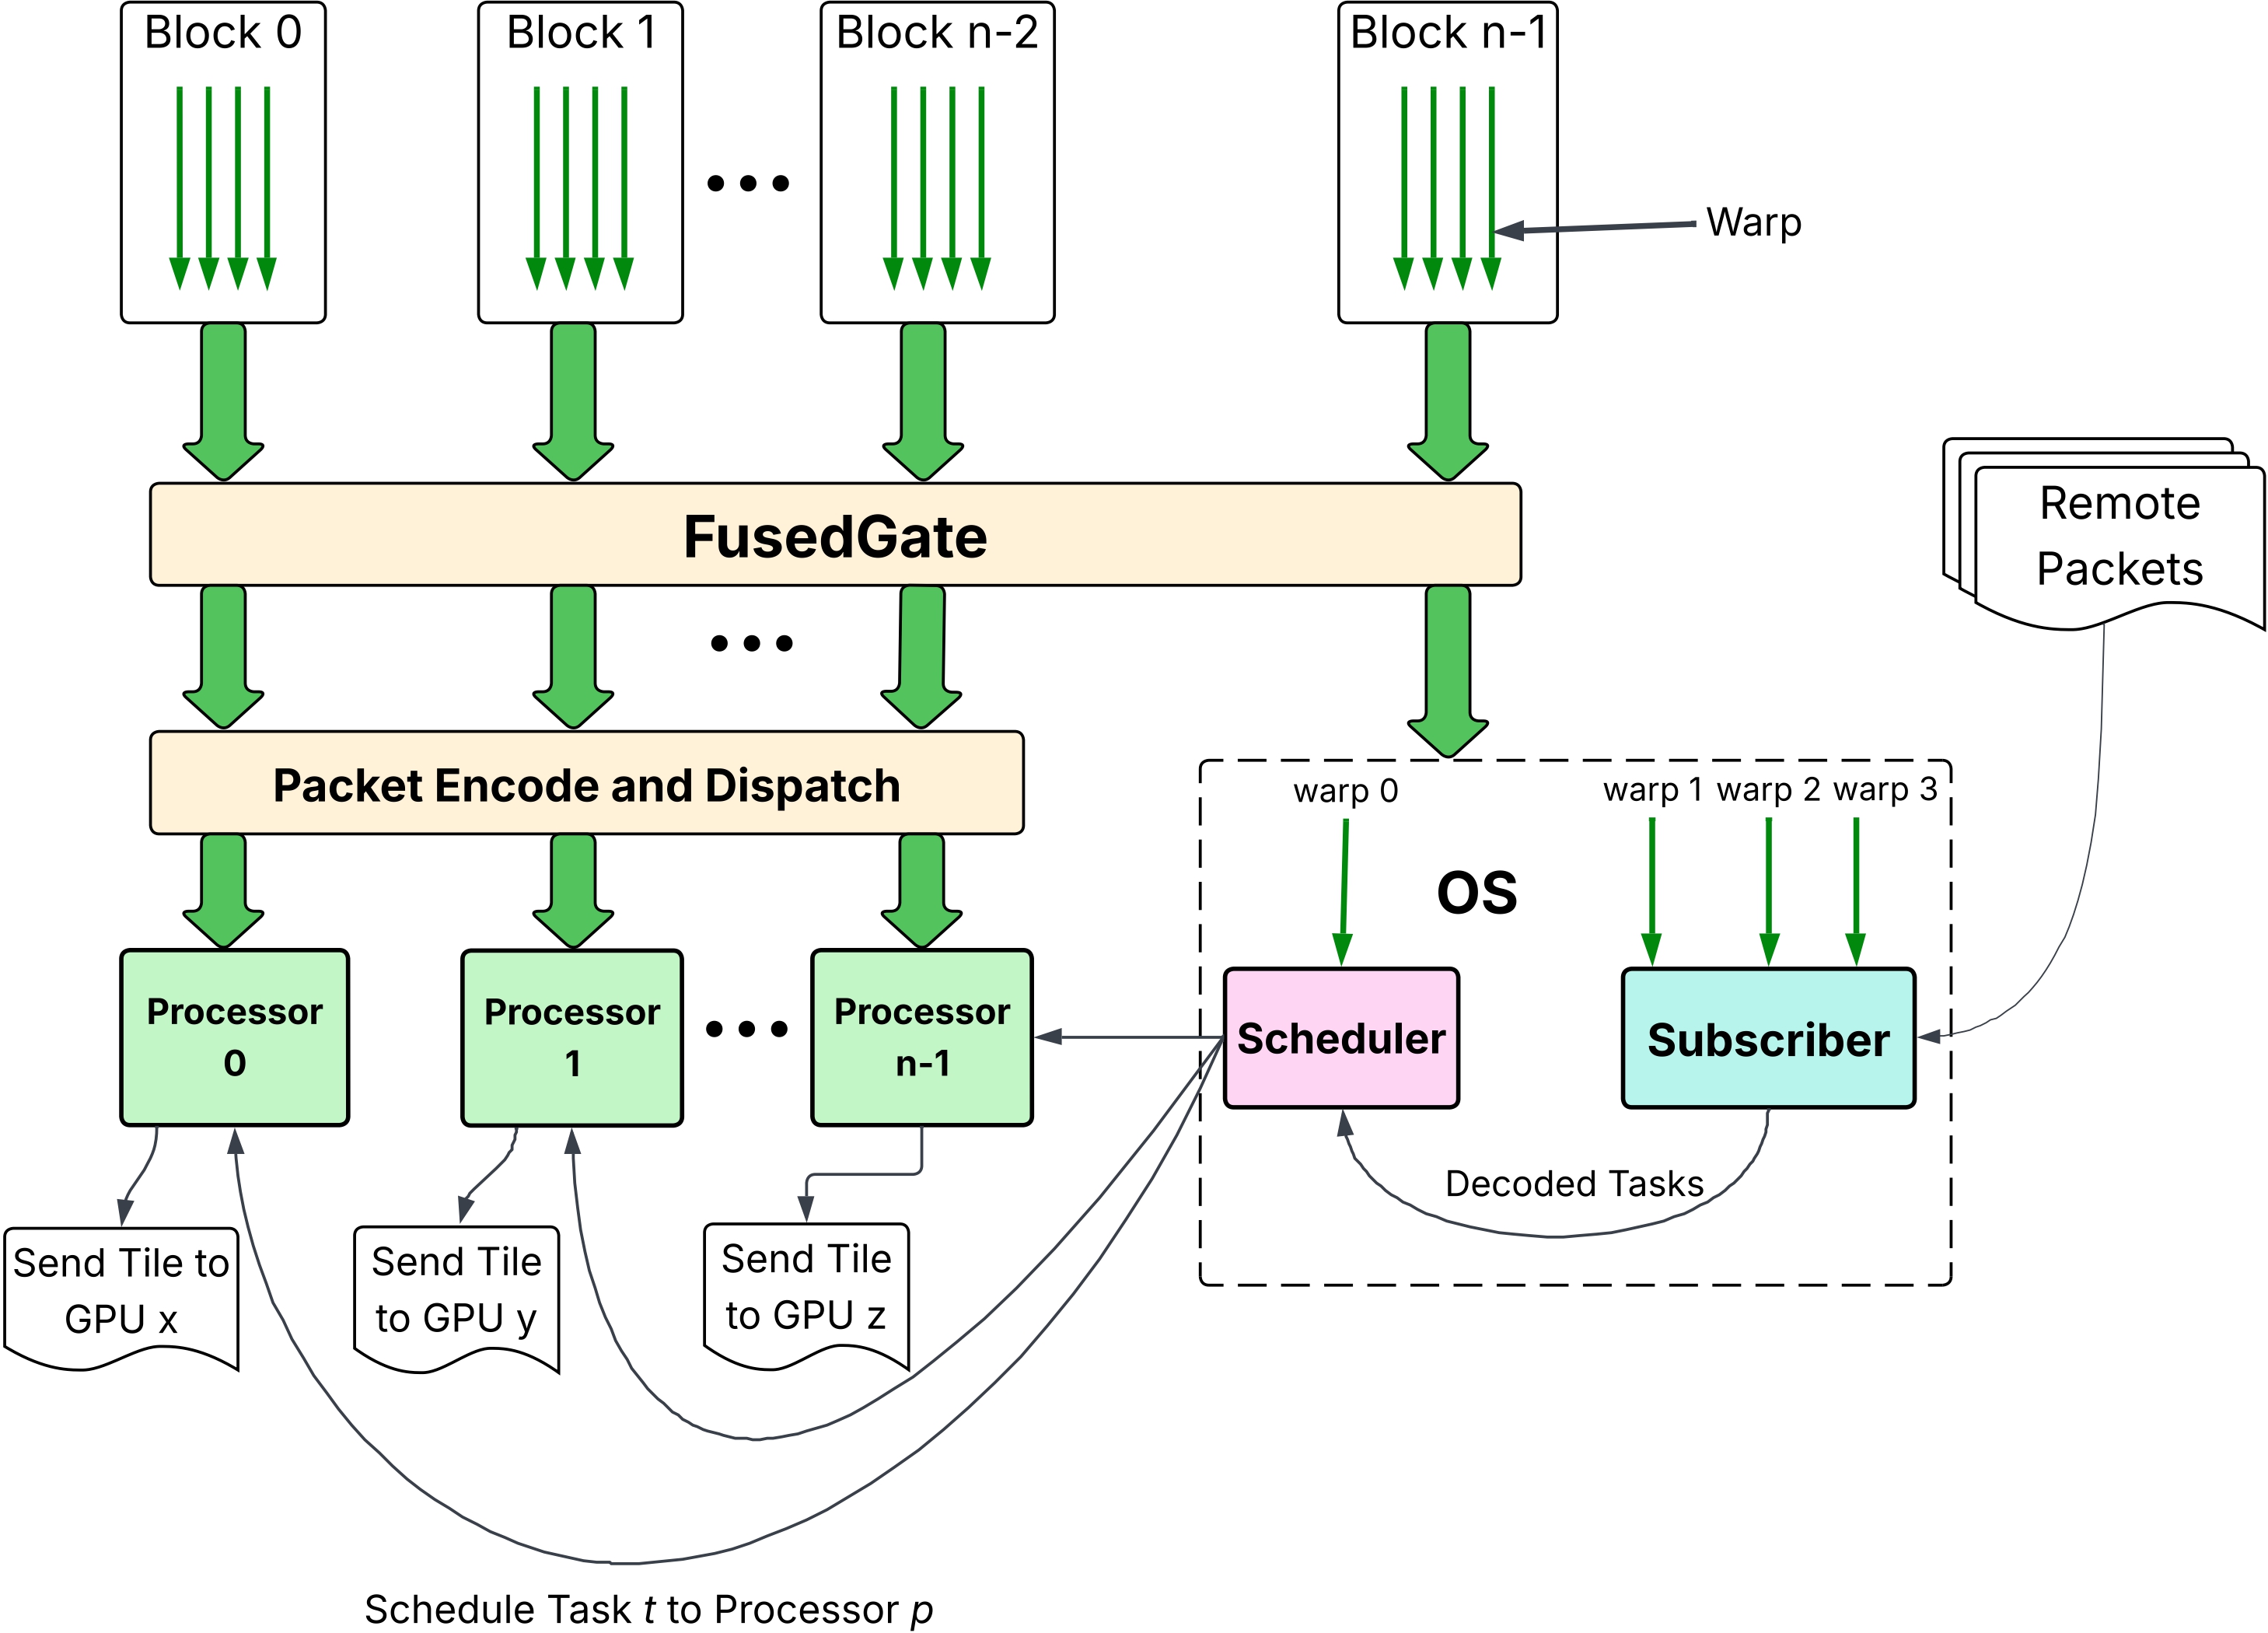 Block 0
Block 1
Block n-2
Block n-1
Warp
FusedGate
Remote
Packets
Packet Encode and Dispatch
warp 0
warp 1
warp 2
warp 3
OS
Processor
0
Processor
1
Processor
n-1
Scheduler
Subscriber
Decoded Tasks
Send Tile to
GPU x
Send Tile
to GPU y
Send Tile
to GPU z
Schedule Task t to Processor p